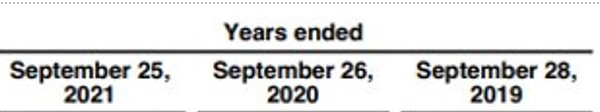 Years ended
September 25, September 26, September 28,
2021 2020 2019